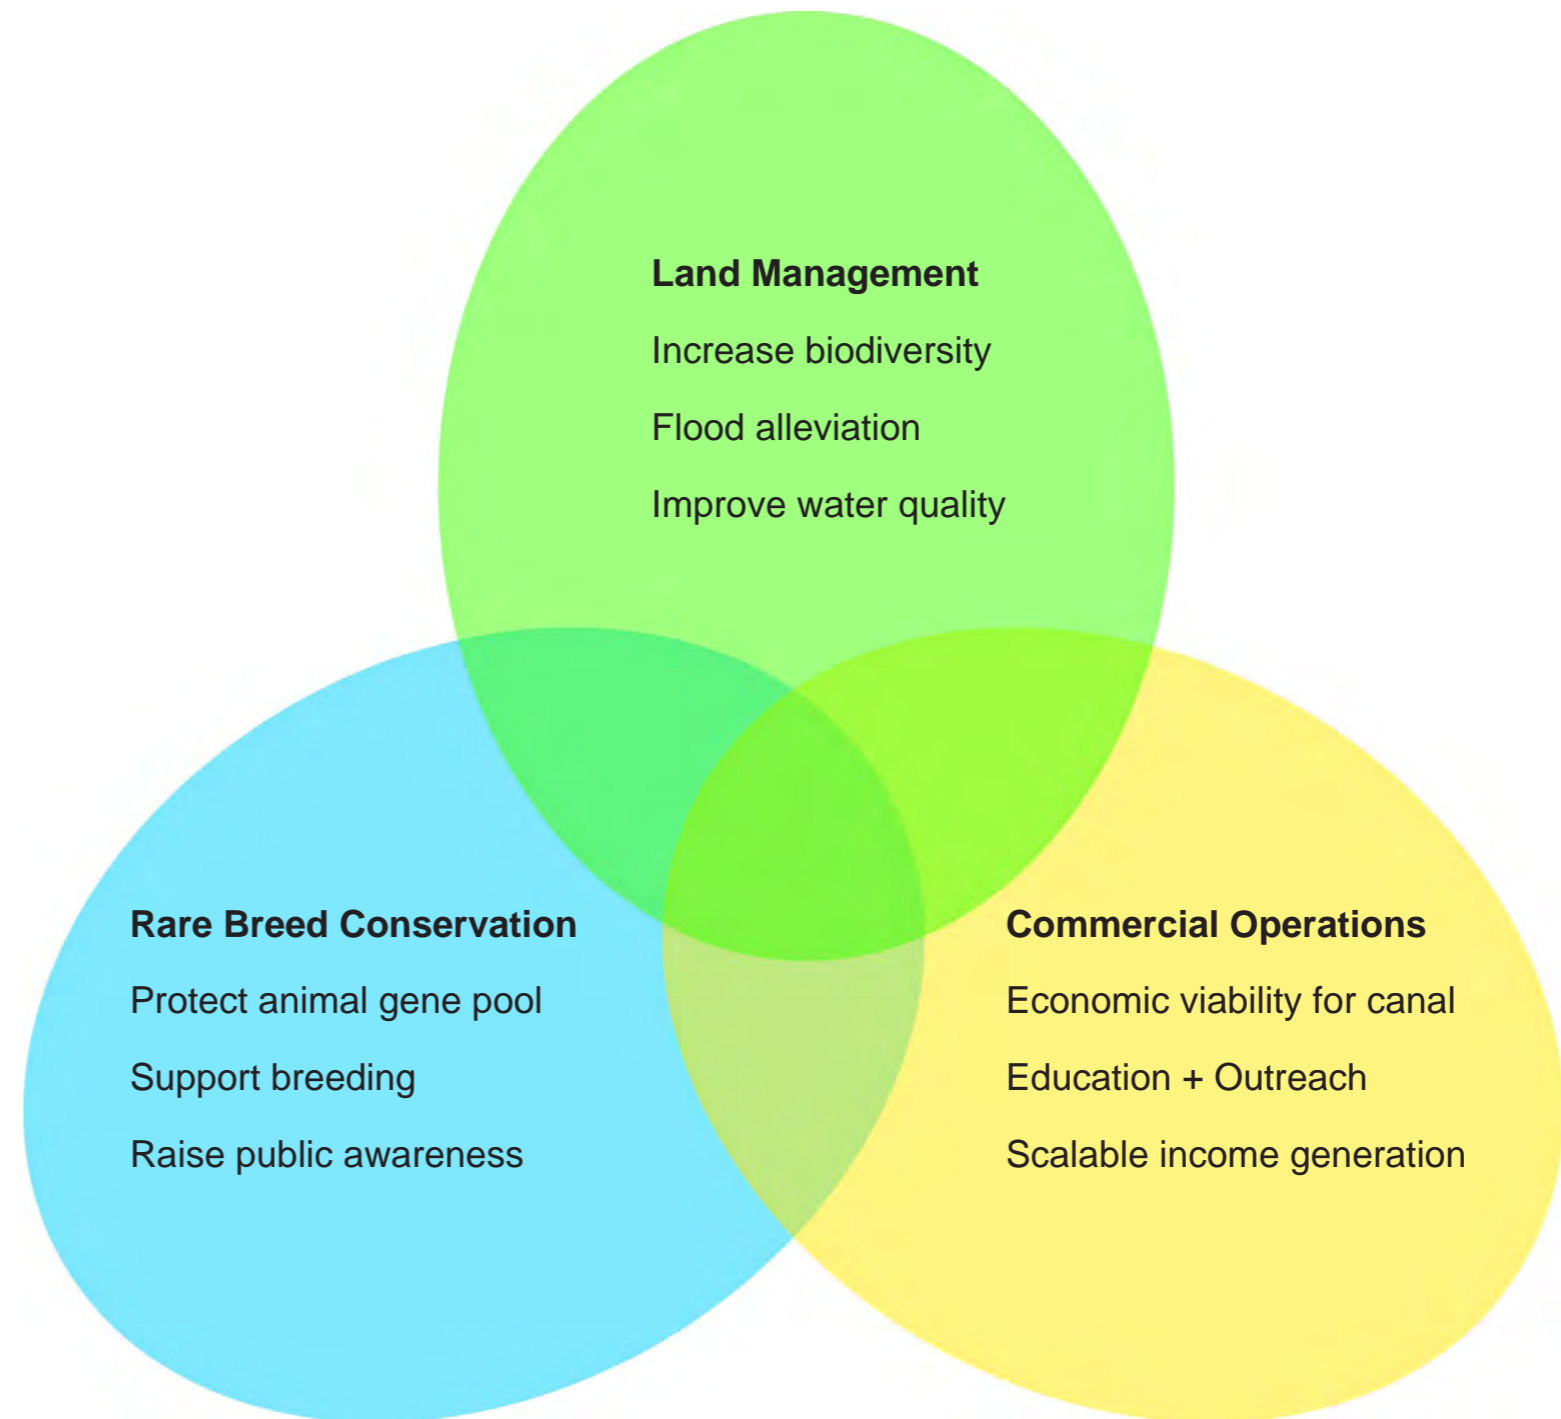 Land Management
Increase biodiversity
Flood alleviation
Improve water quality
Rare Breed Conservation
Protect animal gene pool
Support breeding
Raise public awareness
Commercial Operations
Economic viability for canal
Education + Outreach
Scalable income generation